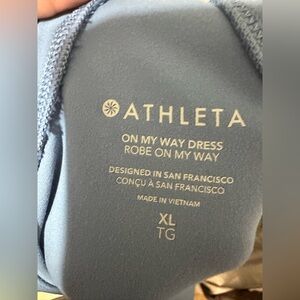 ATHLETA
ON MY WAY DRESS
ROBE ON MY WAY
DESIGNED IN SAN FRANCISCO
CONÇU À SAN FRANCISCO
MADE IN VIETNAM
XL
TG